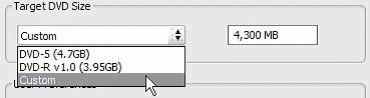 Target DVD Size
Custom
4,300 MB
DVD-5 (4.7GB)
DVD-R v1.0 (3.95GB)
Custom